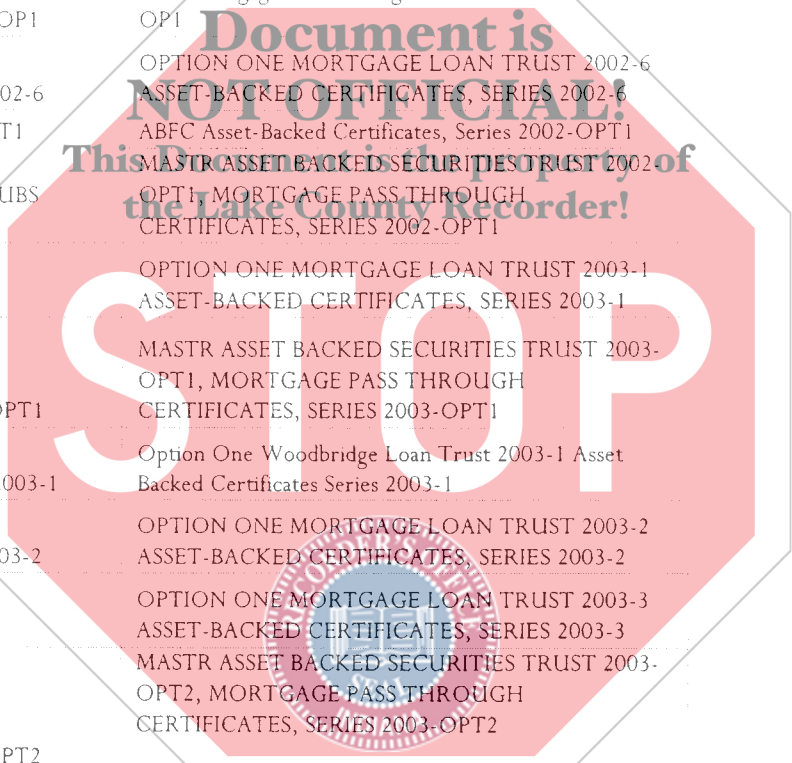 OP1 OP1
Document is
OPTION ONE MORTGAGE LOAN TRUST 2002-6
02-6 ASSET-BACKED CERTIFICATES, SERIES 2002-6
NOT OFFICIAL!
T1 ABFC Asset-Backed Certificates, Series 2002-OPT1
This Document is the property of
MASTR ASSET BACKED SECURITIES TRUST 2002-
UBS OPT1, MORTGAGE PASS THROUGH
the Lake County Recorder!
CERTIFICATES, SERIES 2002-OPT1
OPTION ONE MORTGAGE LOAN TRUST 2003-1
ASSET-BACKED CERTIFICATES, SERIES 2003-1
STOP
MASTR ASSET BACKED SECURITIES TRUST 2003-
OPT1, MORTGAGE PASS THROUGH
OPT1 CERTIFICATES, SERIES 2003-OPT1
Option One Woodbridge Loan Trust 2003-1 Asset
2003-1 Backed Certificates Series 2003-1
OPTION ONE MORTGAGE LOAN TRUST 2003-2
03-2 ASSET-BACKED CERTIFICATES, SERIES 2003-2
RECORDER'S OFFICE
OPTION ONE MORTGAGE LOAN TRUST 2003-3
ASSET-BACKED CERTIFICATES, SERIES 2003-3
MASTR ASSET BACKED SECURITIES TRUST 2003-
OPT2, MORTGAGE PASS THROUGH
SEAL
CERTIFICATES, SERIES 2003-OPT2
INDIANA
PT2